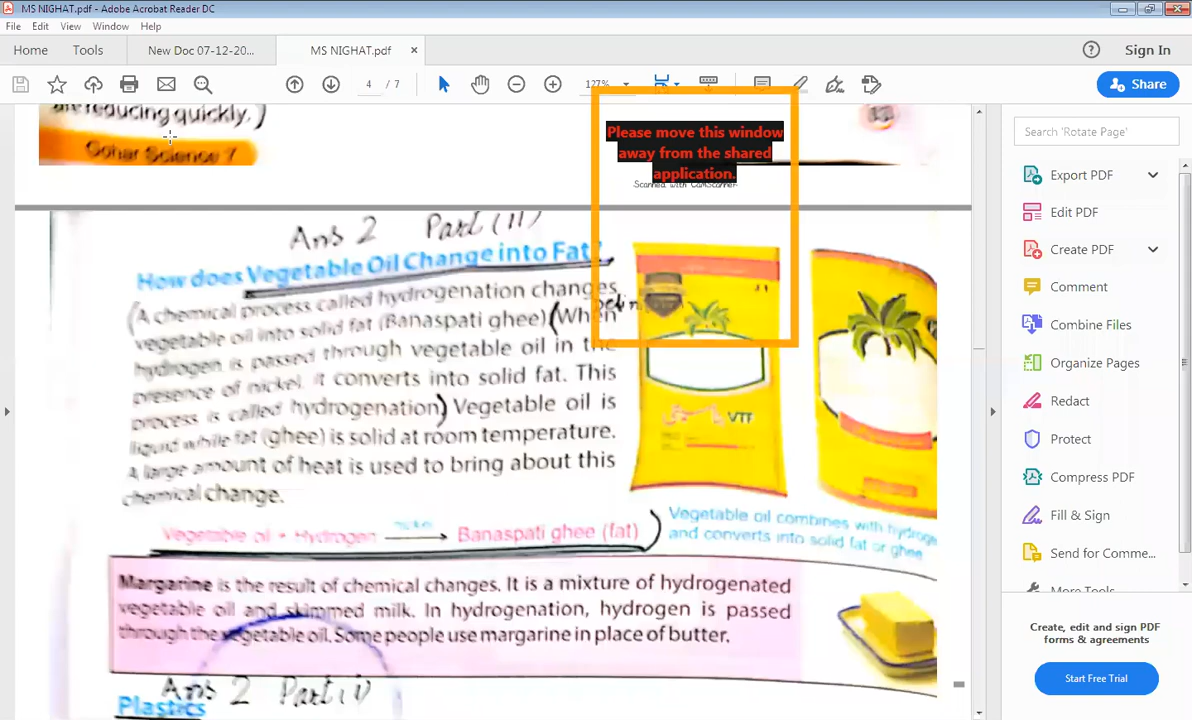 MS NIGHAT.pdf - Adobe Acrobat Reader DC
File Edit View Window Help
Home Tools New Doc 07-12-20... MS NIGHAT.pdf × Sign In
4 / 7 127% Share
are reducing quickly.)
Gohar Science 7
Please move this window
away from the shared
application.
Scanned with CamScanner
Ans 2 Part (II)
How does Vegetable Oil Change into Fat?
(A chemical process called hydrogenation changes
vegetable oil into solid fat (Banaspati ghee) (When
hydrogen is passed through vegetable oil in the
presence of nickel, it converts into solid fat. This
process is called hydrogenation) Vegetable oil is
liquid while fat (ghee) is solid at room temperature.
A large amount of heat is used to bring about this
chemical change.
Vegetable oil + Hydrogen nickel → Banaspati ghee (fat) )
VTF
Vegetable oil combines with hydroge
and converts into solid fat or ghee
Margarine is the result of chemical changes. It is a mixture of hydrogenated
vegetable oil and skimmed milk. In hydrogenation, hydrogen is passed
through the vegetable oil. Some people use margarine in place of butter.
Ans 2 Part(i)
Plastics
Search 'Rotate Page'
Export PDF
Edit PDF
Create PDF
Comment
Combine Files
Organize Pages
Redact
Protect
Compress PDF
Fill & Sign
Send for Comme...
More Tools
Create, edit and sign PDF
forms & agreements
Start Free Trial